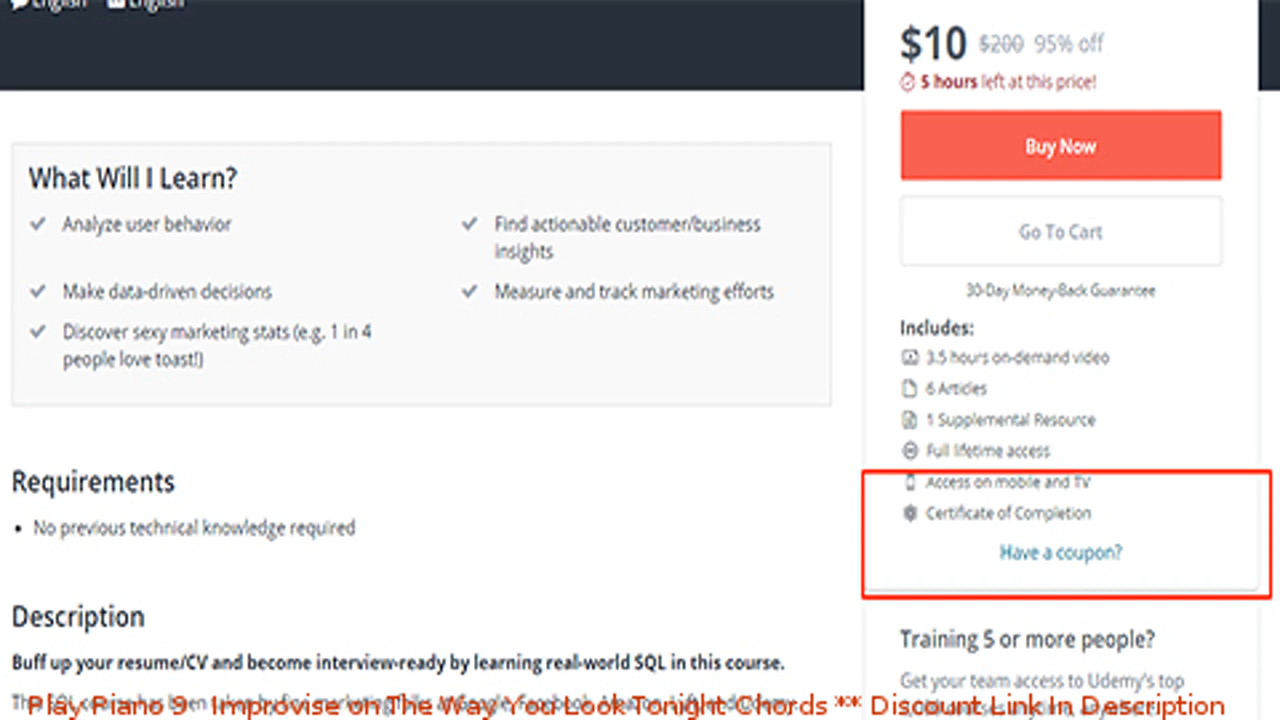 English English
What Will I Learn?
Analyze user behavior
Find actionable customer/business
insights
Make data-driven decisions
Measure and track marketing efforts
Discover sexy marketing stats (e.g. 1 in 4
people love toast!)
Requirements
• No previous technical knowledge required
Description
Buff up your resume/CV and become interview-ready by learning real-world SQL in this course.
$10 $200 95% off
5 hours left at this price!
Buy Now
Go To Cart
30-Day Money-Back Guarantee
Includes:
3.5 hours on-demand video
6 Articles
1 Supplemental Resource
Full lifetime access
Access on mobile and TV
Certificate of Completion
Have a coupon?
Training 5 or more people?
Get your team access to Udemy's top
Play Piano 9 - Improvise on The Way You Look Tonight Chords ** Discount Link In Description